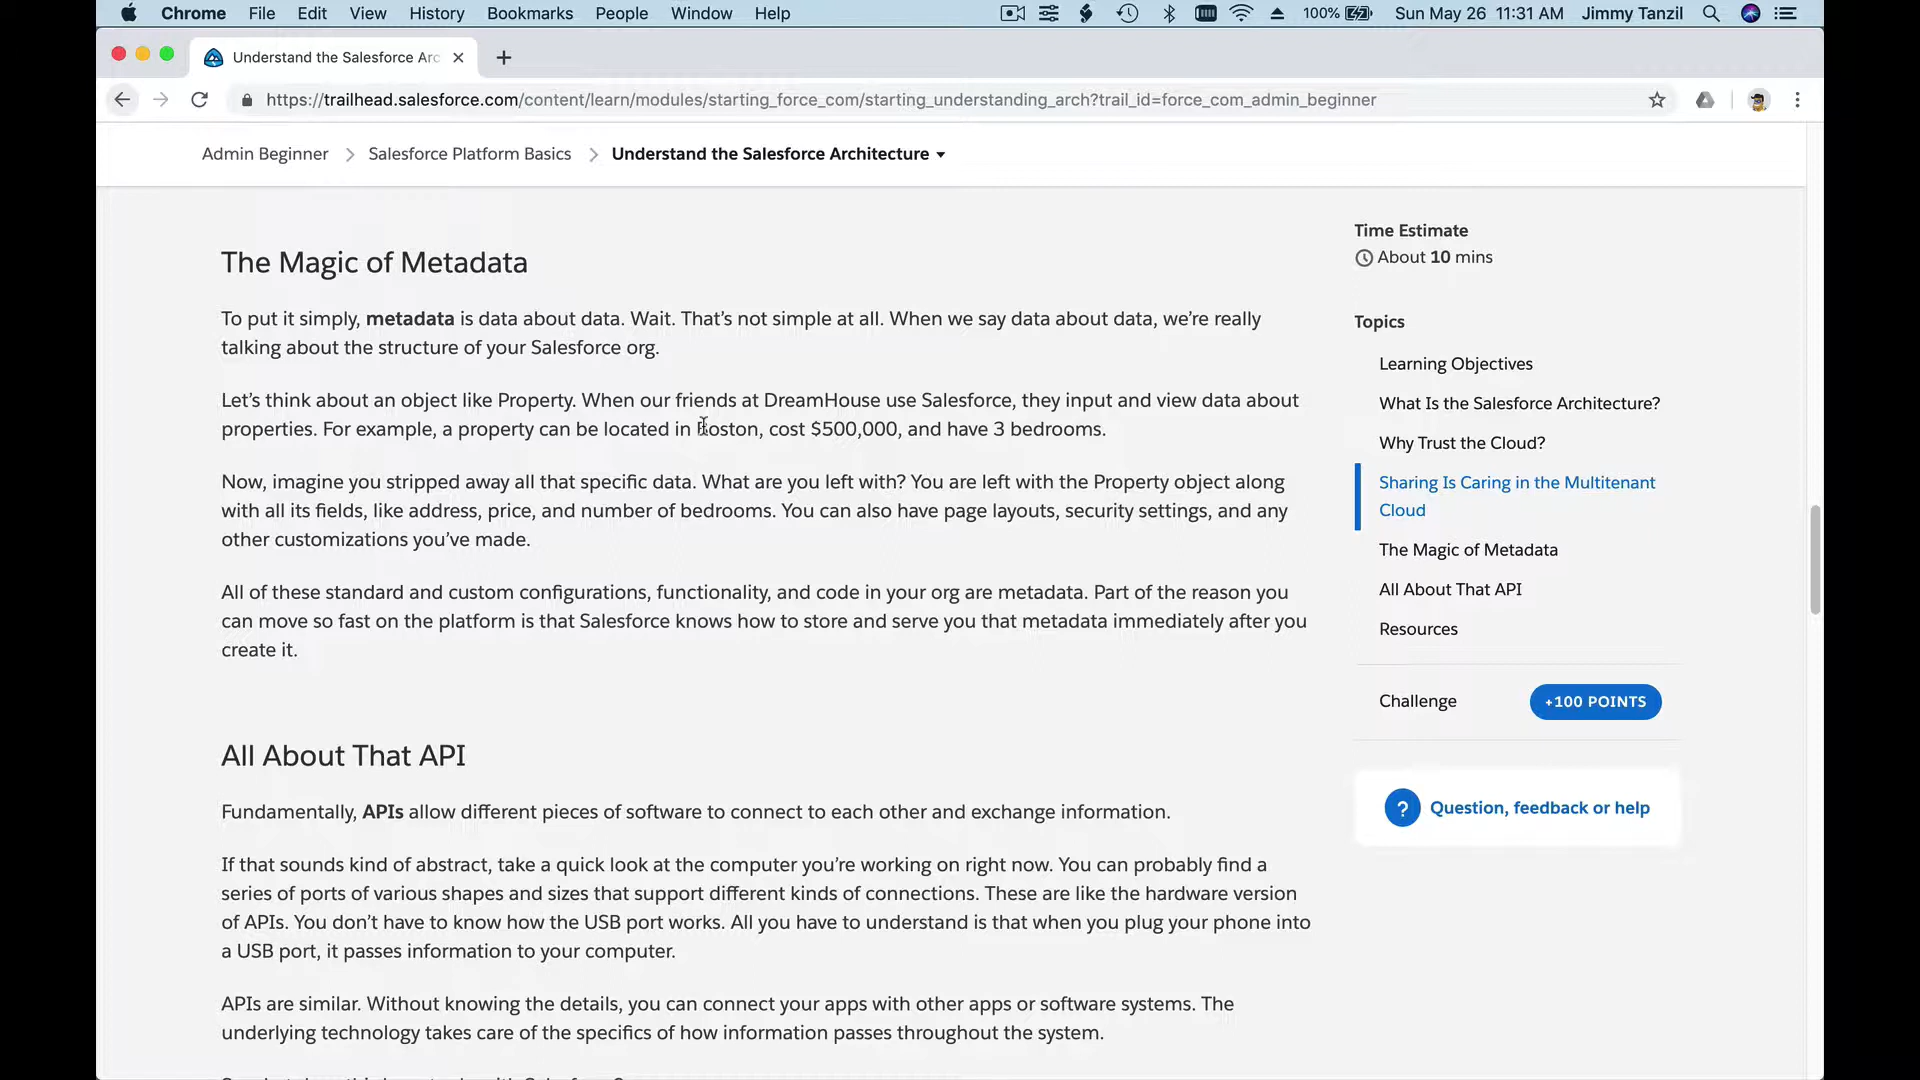 Chrome File Edit View History Bookmarks People Window Help 100% Sun May 26 11:31 AM Jimmy Tanzil
Understand the Salesforce Arc
https://trailhead.salesforce.com/content/learn/modules/starting_force_com/starting_understanding_arch?trail_id=force_com_admin_beginner
Admin Beginner Salesforce Platform Basics Understand the Salesforce Architecture
The Magic of Metadata
To put it simply, metadata is data about data. Wait. That’s not simple at all. When we say data about data, we’re really
talking about the structure of your Salesforce org.
Let’s think about an object like Property. When our friends at DreamHouse use Salesforce, they input and view data about
properties. For example, a property can be located in Boston, cost $500,000, and have 3 bedrooms.
Now, imagine you stripped away all that specific data. What are you left with? You are left with the Property object along
with all its fields, like address, price, and number of bedrooms. You can also have page layouts, security settings, and any
other customizations you’ve made.
All of these standard and custom configurations, functionality, and code in your org are metadata. Part of the reason you
can move so fast on the platform is that Salesforce knows how to store and serve you that metadata immediately after you
create it.
All About That API
Fundamentally, APIs allow different pieces of software to connect to each other and exchange information.
If that sounds kind of abstract, take a quick look at the computer you’re working on right now. You can probably find a
series of ports of various shapes and sizes that support different kinds of connections. These are like the hardware version
of APIs. You don’t have to know how the USB port works. All you have to understand is that when you plug your phone into
a USB port, it passes information to your computer.
APIs are similar. Without knowing the details, you can connect your apps with other apps or software systems. The
underlying technology takes care of the specifics of how information passes throughout the system.
Time Estimate
About 10 mins
Topics
Learning Objectives
What Is the Salesforce Architecture?
Why Trust the Cloud?
Sharing Is Caring in the Multitenant
Cloud
The Magic of Metadata
All About That API
Resources
Challenge +100 POINTS
? Question, feedback or help